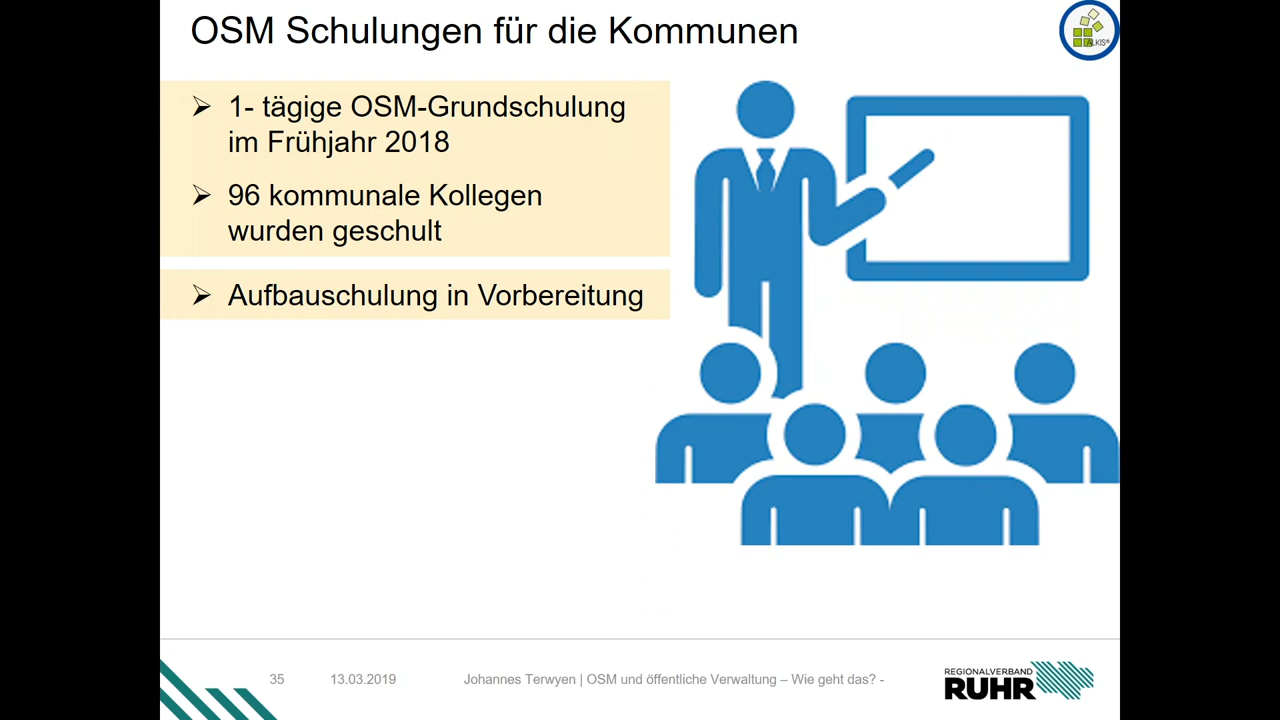 OSM Schulungen für die Kommunen
ALKIS®
➢ 1- tägige OSM-Grundschulung
im Frühjahr 2018
➢ 96 kommunale Kollegen
wurden geschult
➢ Aufbauschulung in Vorbereitung
35 13.03.2019 Johannes Terwyen | OSM und öffentliche Verwaltung – Wie geht das? -
REGIONALVERBAND
RUHR